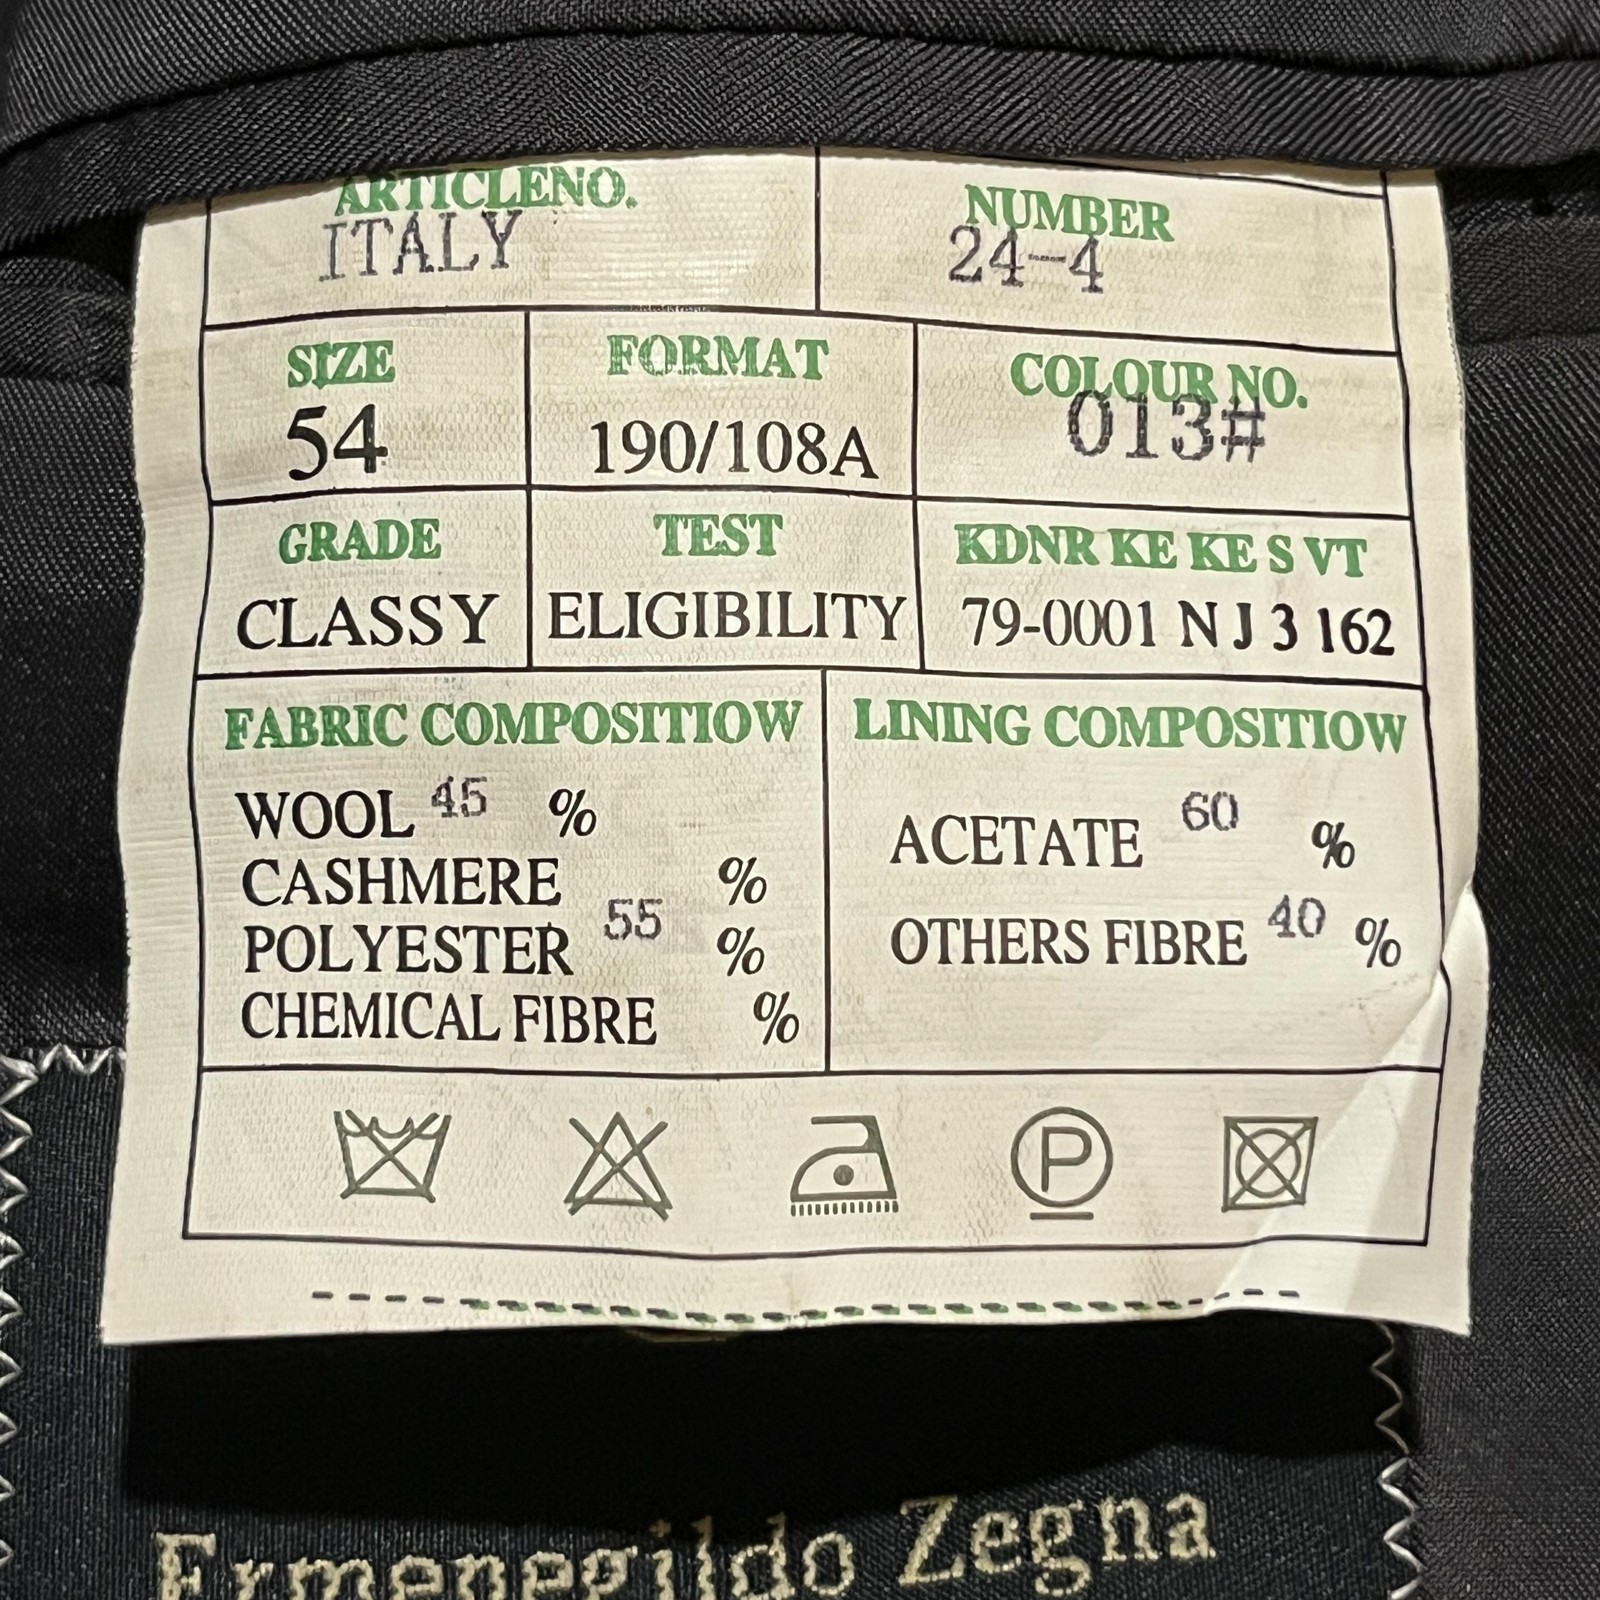 ARTICLENO.
ITALY
NUMBER
24-4
SIZE
54
FORMAT
190/108A
COLOUR NO.
013#
GRADE
CLASSY
TEST
ELIGIBILITY
KDNR KE KE S VT
79-0001 N J 3 162
FABRIC COMPOSITIOW
WOOL 45 %
CASHMERE %
POLYESTER 55 %
CHEMICAL FIBRE %
LINING COMPOSITIOW
ACETATE 60 %
OTHERS FIBRE 40 %
P
Ermenegildo Zegna